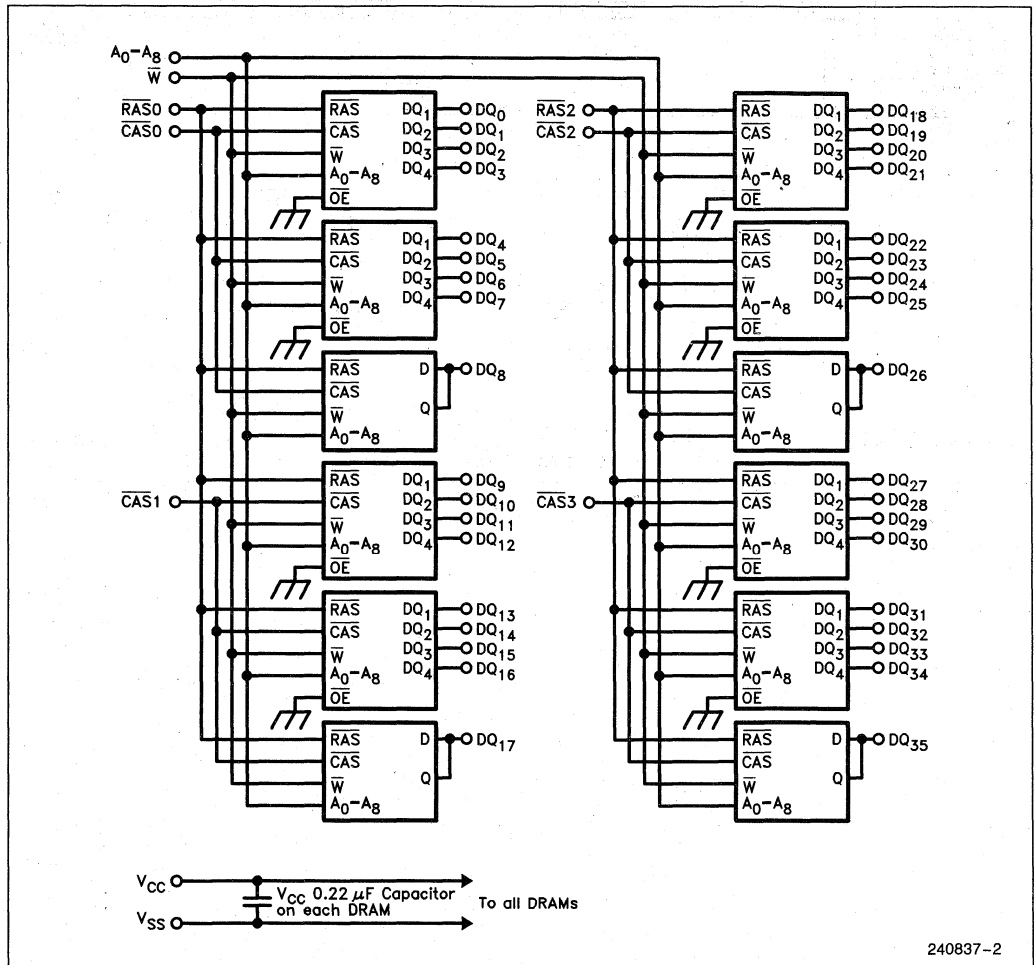 A0-A8
W
RAS0
CAS0
RAS DQ1 DQ0
CAS DQ2 DQ1
W DQ3 DQ2
A0-A8 DQ4 DQ3
OE
RAS DQ1 DQ4
CAS DQ2 DQ5
W DQ3 DQ6
A0-A8 DQ4 DQ7
OE
RAS D DQ8
CAS
W Q
A0-A8
CAS1
RAS DQ1 DQ9
CAS DQ2 DQ10
W DQ3 DQ11
A0-A8 DQ4 DQ12
OE
RAS DQ1 DQ13
CAS DQ2 DQ14
W DQ3 DQ15
A0-A8 DQ4 DQ16
OE
RAS D DQ17
CAS
W Q
A0-A8
RAS2
CAS2
RAS DQ1 DQ18
CAS DQ2 DQ19
W DQ3 DQ20
A0-A8 DQ4 DQ21
OE
RAS DQ1 DQ22
CAS DQ2 DQ23
W DQ3 DQ24
A0-A8 DQ4 DQ25
OE
RAS D DQ26
CAS
W Q
A0-A8
CAS3
RAS DQ1 DQ27
CAS DQ2 DQ28
W DQ3 DQ29
A0-A8 DQ4 DQ30
OE
RAS DQ1 DQ31
CAS DQ2 DQ32
W DQ3 DQ33
A0-A8 DQ4 DQ34
OE
RAS D DQ35
CAS
W Q
A0-A8
VCC
VCC 0.22 μF Capacitor
on each DRAM
To all DRAMs
VSS
240837-2